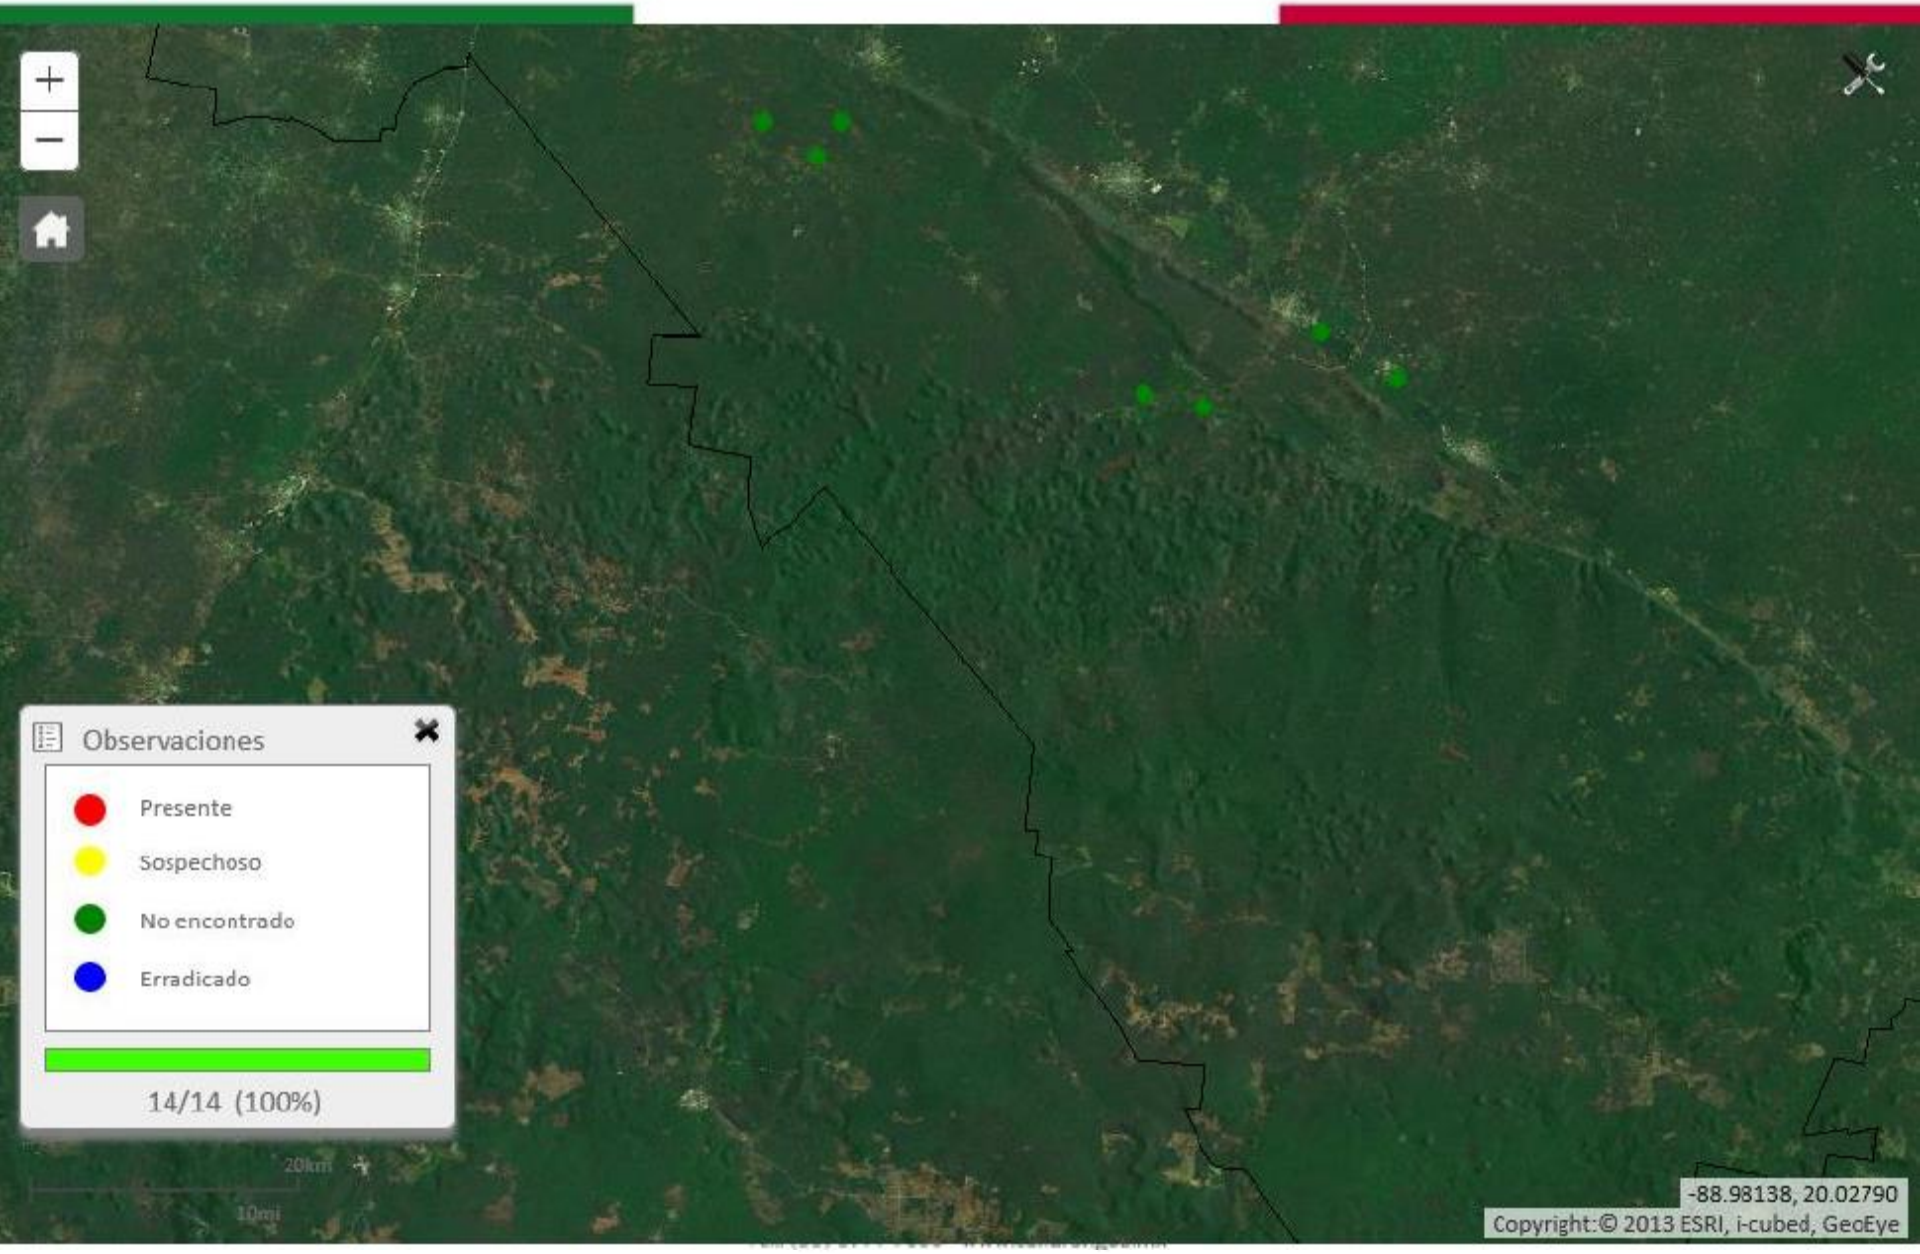 +
−
Observaciones
Presente
Sospechoso
No encontrado
Erradicado
14/14 (100%)
20km
10mi
-88.98138, 20.02790
Copyright:© 2013 ESRI, i-cubed, GeoEye